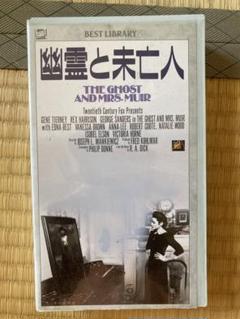 BEST LIBRARY
幽霊と未亡人
THE GHOST
AND MRS. MUIR
Twentieth Century Fox Presents
GENE TIERNEY REX HARRISON GEORGE SANDERS in THE GHOST AND MRS. MUIR
with EDNA BEST VANESSA BROWN ANNA LEE ROBERT COOTE NATALIE WOOD
ISOBEL ELSOM VICTORIA HORNE
JOSEPH L. MANKIEWICZ FRED KOHLMAR
PHILIP DUNNE R. A. DICK